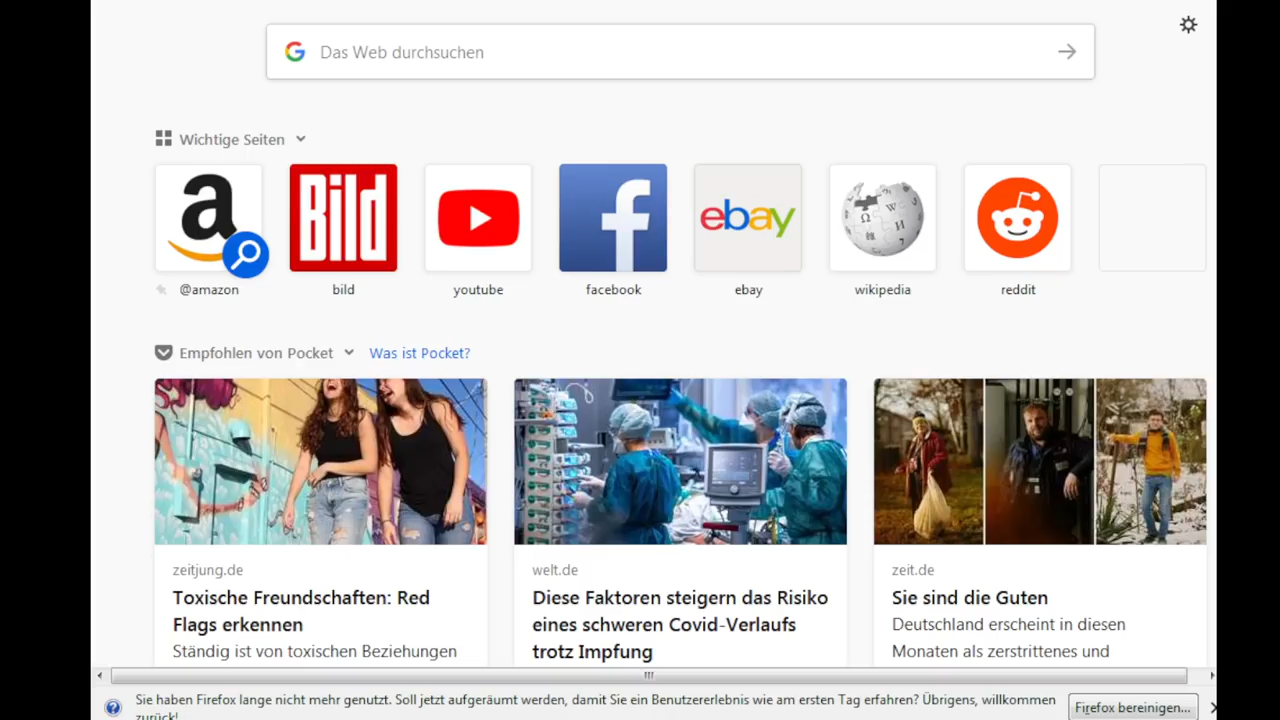 Das Web durchsuchen
Wichtige Seiten
a Bild f ebay
@amazon bild youtube facebook ebay wikipedia reddit
Empfohlen von Pocket Was ist Pocket?
zeitjung.de
Toxische Freundschaften: Red
Flags erkennen
Ständig ist von toxischen Beziehungen
welt.de
Diese Faktoren steigern das Risiko
eines schweren Covid-Verlaufs
trotz Impfung
zeit.de
Sie sind die Guten
Deutschland erscheint in diesen
Monaten als zerstrittenes und
Sie haben Firefox lange nicht mehr genutzt. Soll jetzt aufgeräumt werden, damit Sie ein Benutzererlebnis wie am ersten Tag erfahren? Übrigens, willkommen
zurück!
Firefox bereinigen...